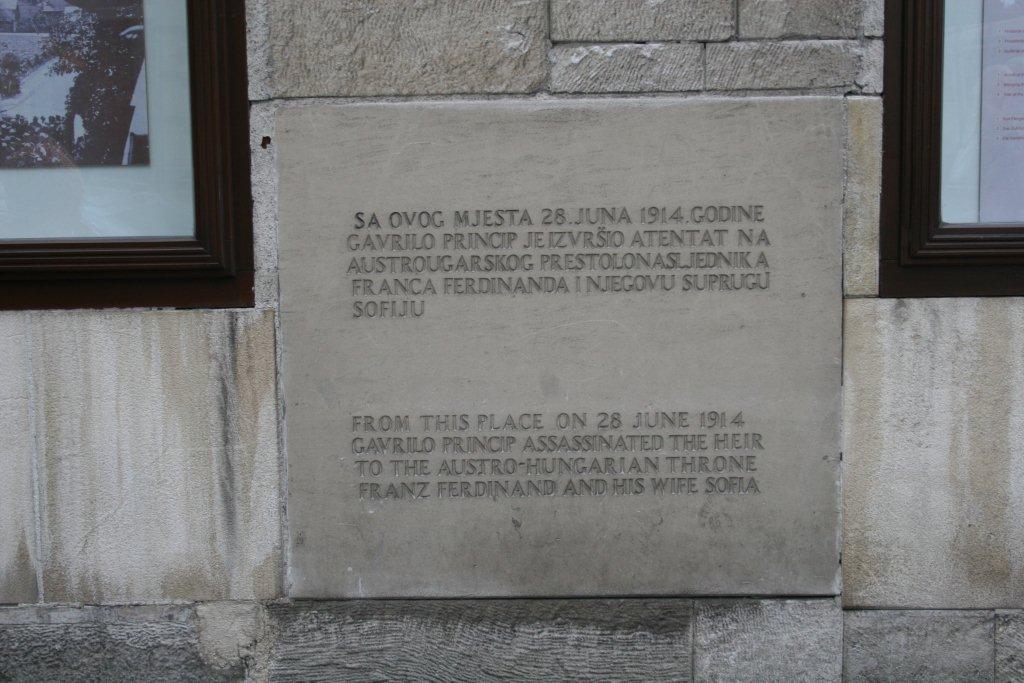 SA OVOG MJESTA 28. JUNA 1914. GODINE
GAVRILO PRINCIP JE IZVRŠIO ATENTAT NA
AUSTROUGARSKOG PRESTOLONASLJEDNIKA
FRANCA FERDINANDA I NJEGOVU SUPRUGU
SOFIJU
FROM THIS PLACE ON 28 JUNE 1914
GAVRILO PRINCIP ASSASSINATED THE HEIR
TO THE AUSTRO-HUNGARIAN THRONE
FRANZ FERDINAND AND HIS WIFE SOFIA